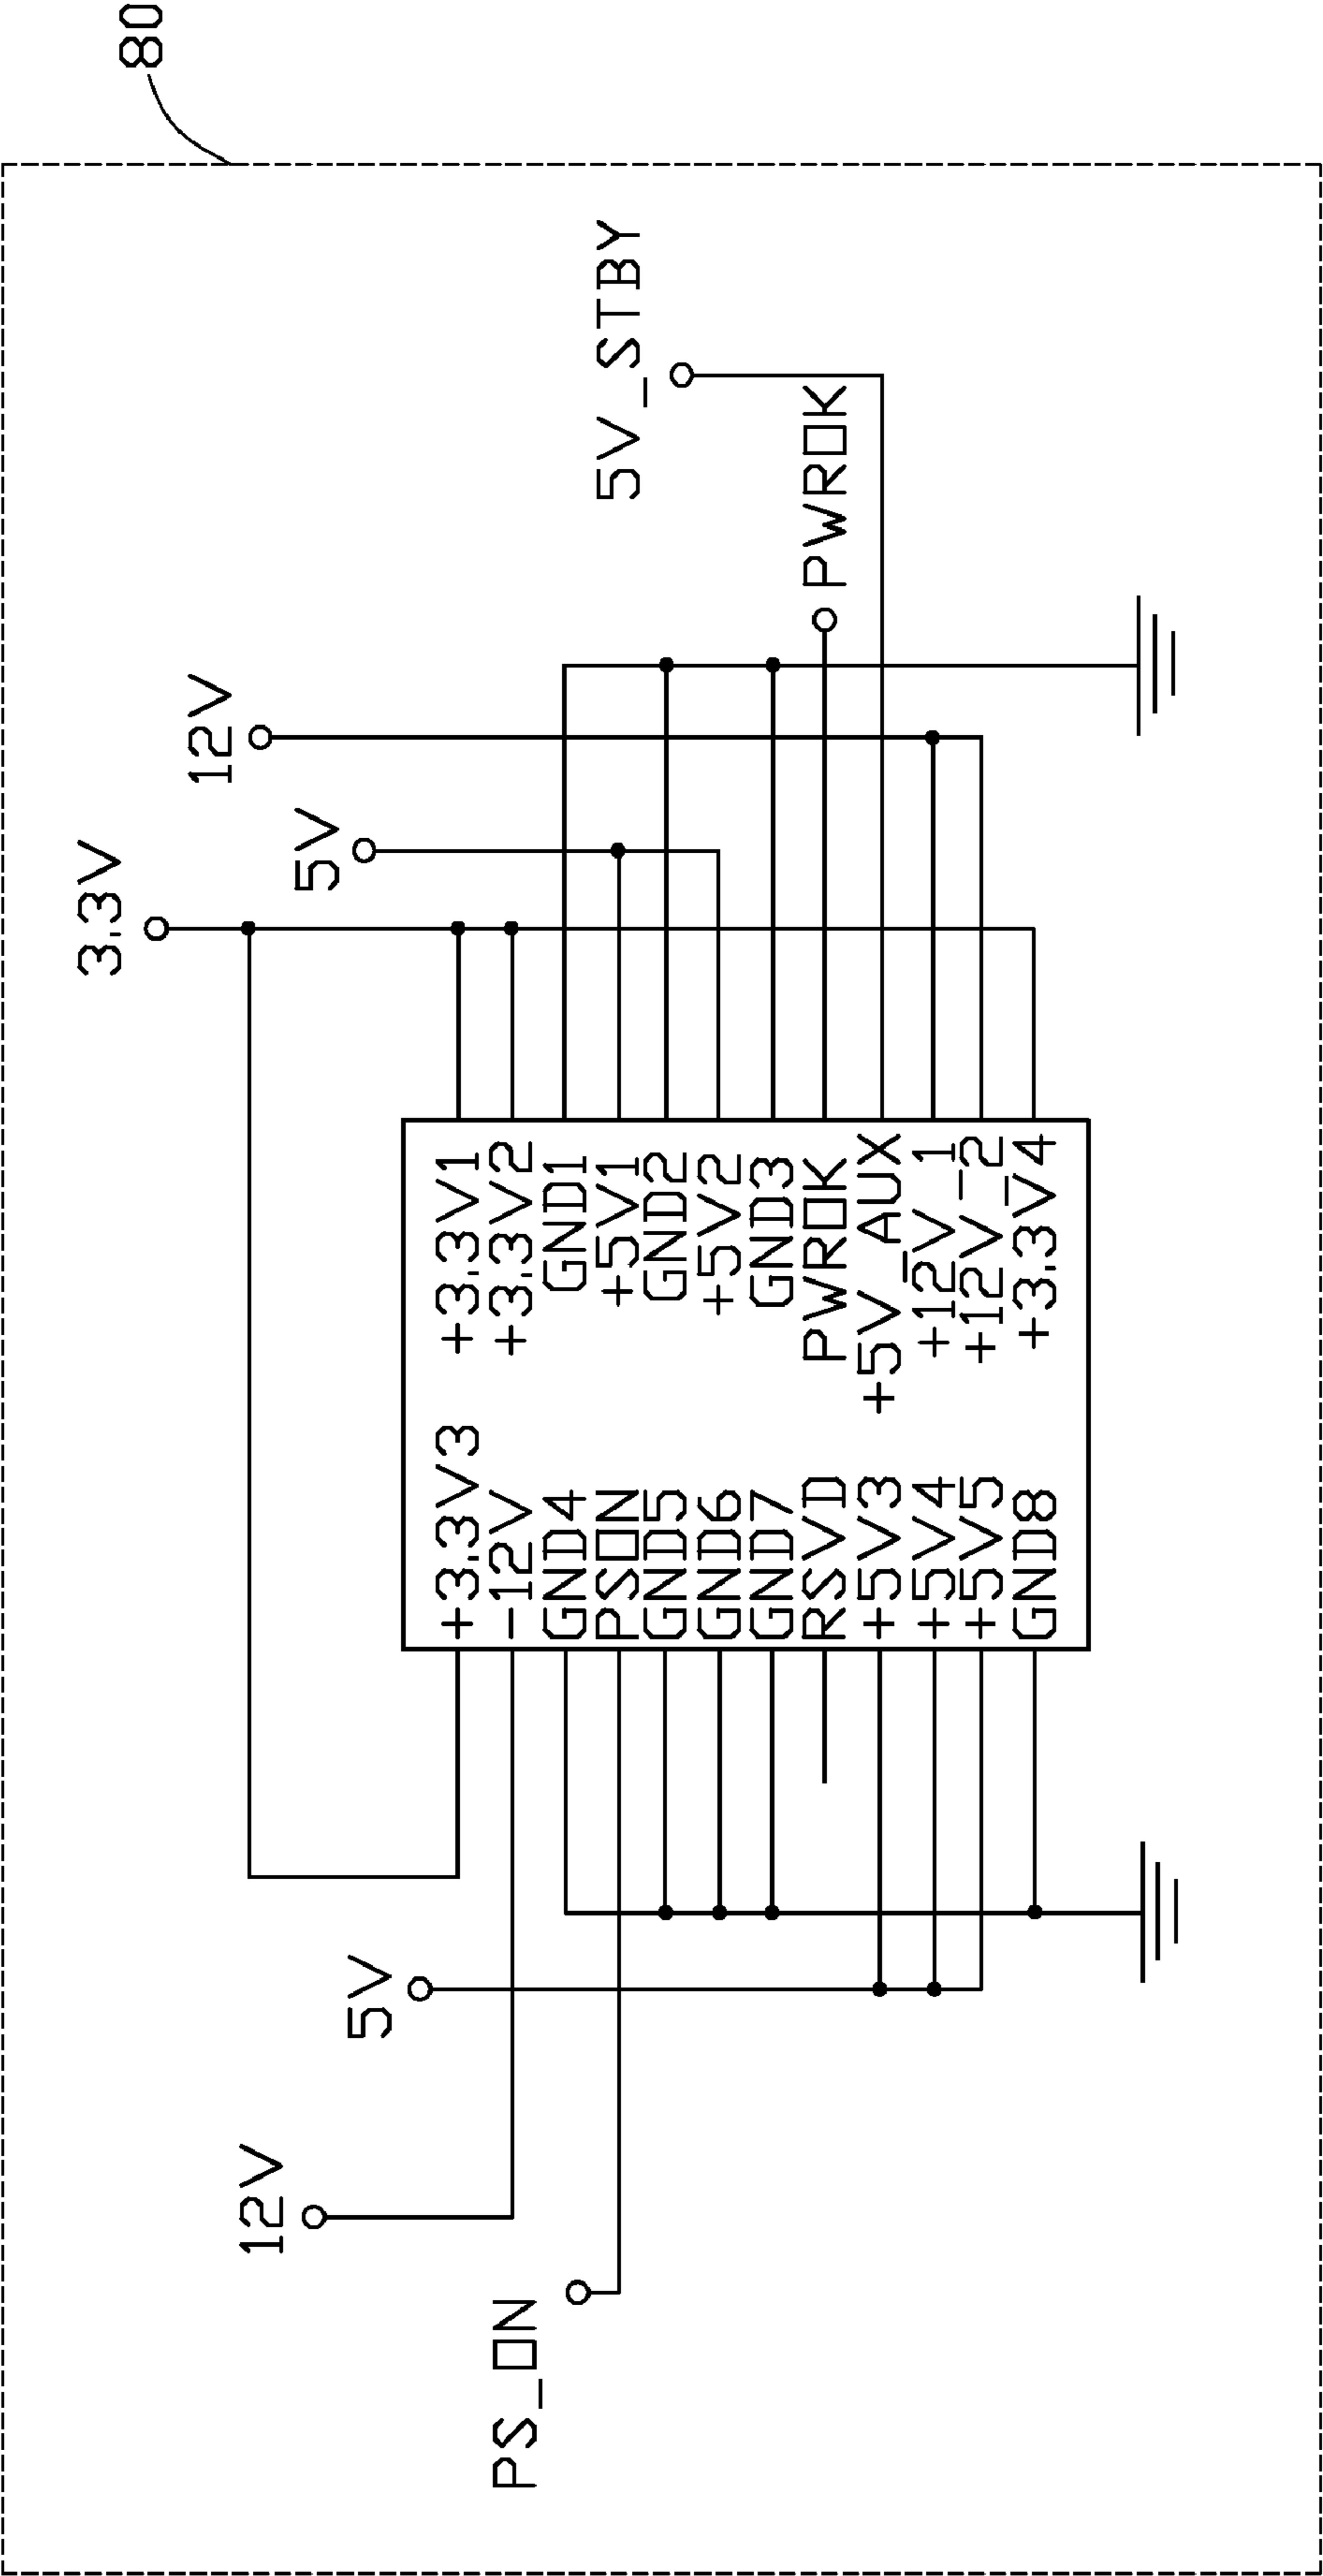 80
PS_ON
12V
5V
3.3V
5V
12V
5V_STBY
PWROK
+3.3V3
-12V
GND4
PSON
GND5
GND6
GND7
RSVD
+5V3
+5V4
+5V5
GND8
+3.3V1
+3.3V2
GND1
+5V1
GND2
+5V2
GND3
PWROK
+5V_AUX
+12V_1
+12V_2
+3.3V4